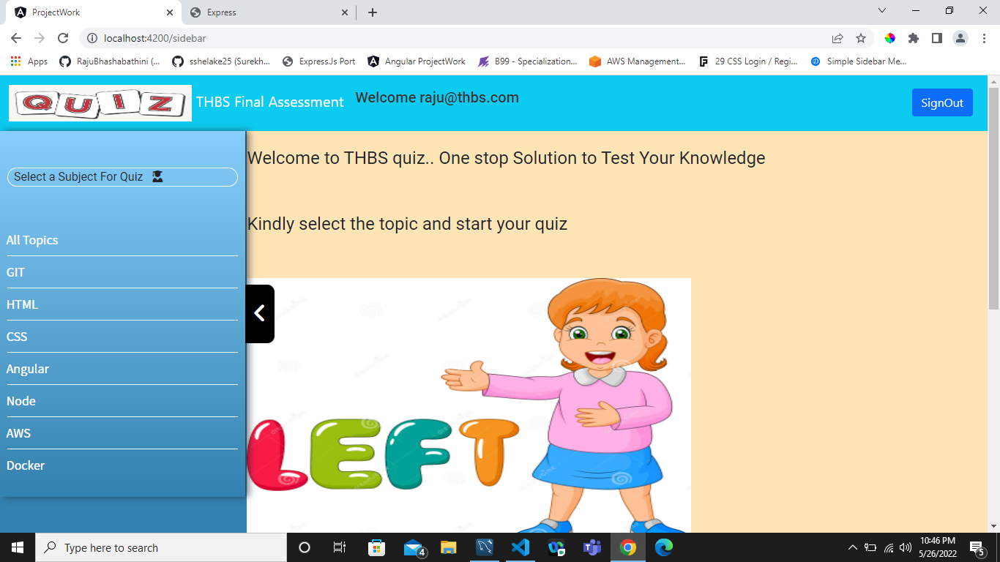 ProjectWork
Express
localhost:4200/sidebar
Apps
RajuBhashabathini (...
sshelake25 (Surekh...
ExpressJs Port
Angular ProjectWork
B99 - Specialization...
AWS Management...
29 CSS Login / Regi...
Simple Sidebar Me...
QUIZ
THBS Final Assessment
Welcome raju@thbs.com
SignOut
Select a Subject For Quiz
All Topics
GIT
HTML
CSS
Angular
Node
AWS
Docker
Welcome to THBS quiz.. One stop Solution to Test Your Knowledge
Kindly select the topic and start your quiz
LEFT
Type here to search
4
10:46 PM
5/26/2022
5